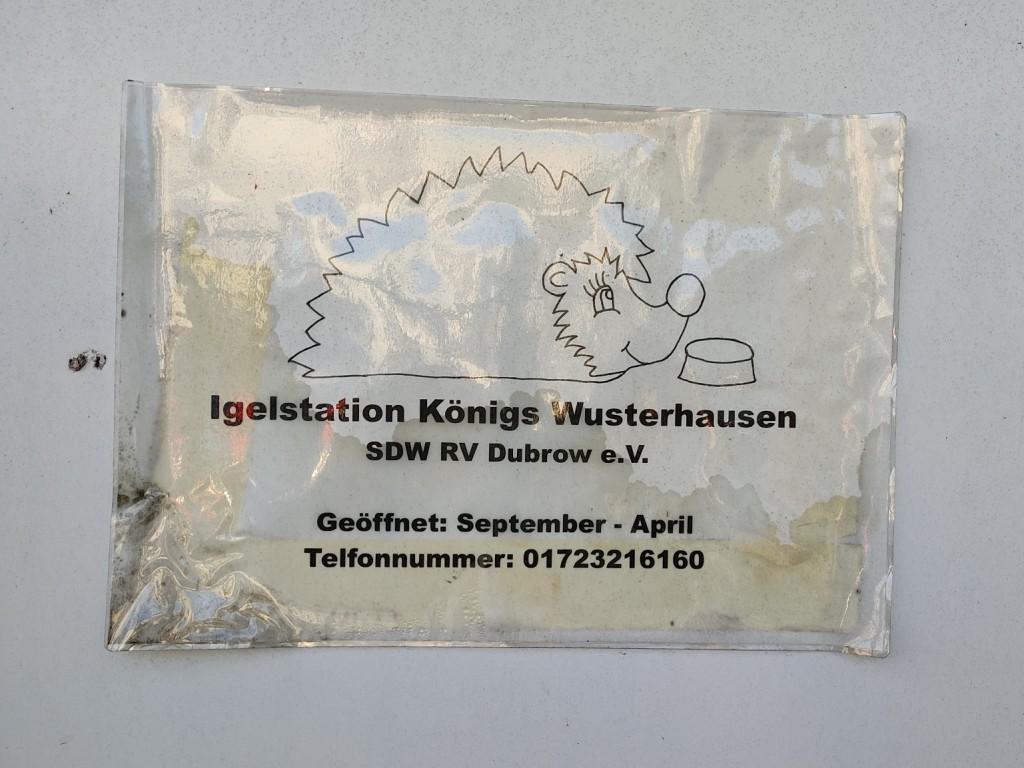 Igelstation Königs Wusterhausen
SDW RV Dubrow e.V.
Geöffnet: September - April
Telfonnummer: 01723216160